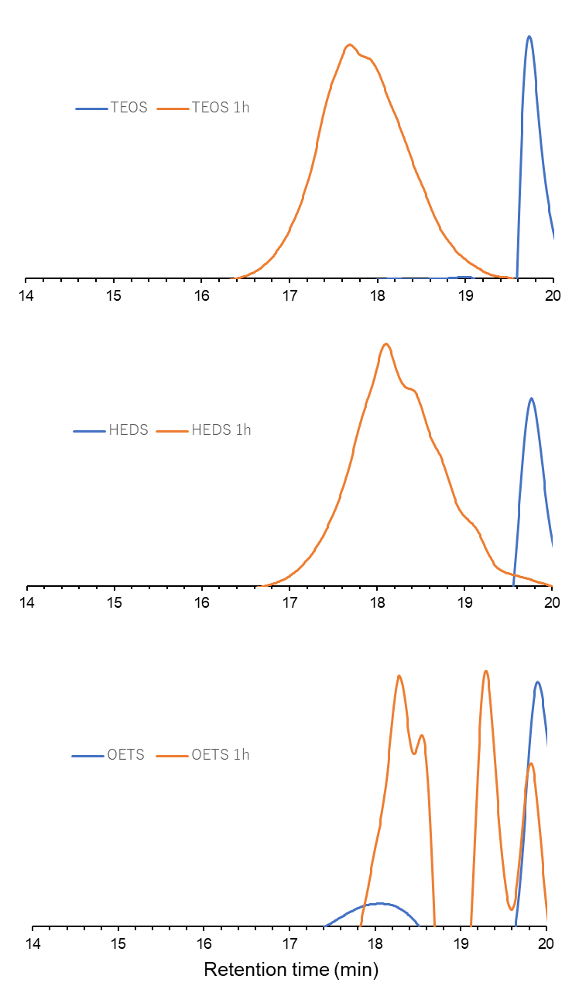 TEOS TEOS 1h
14 15 16 17 18 19 20
HEDS HEDS 1h
14 15 16 17 18 19 20
OETS OETS 1h
14 15 16 17 18 19 20
Retention time (min)